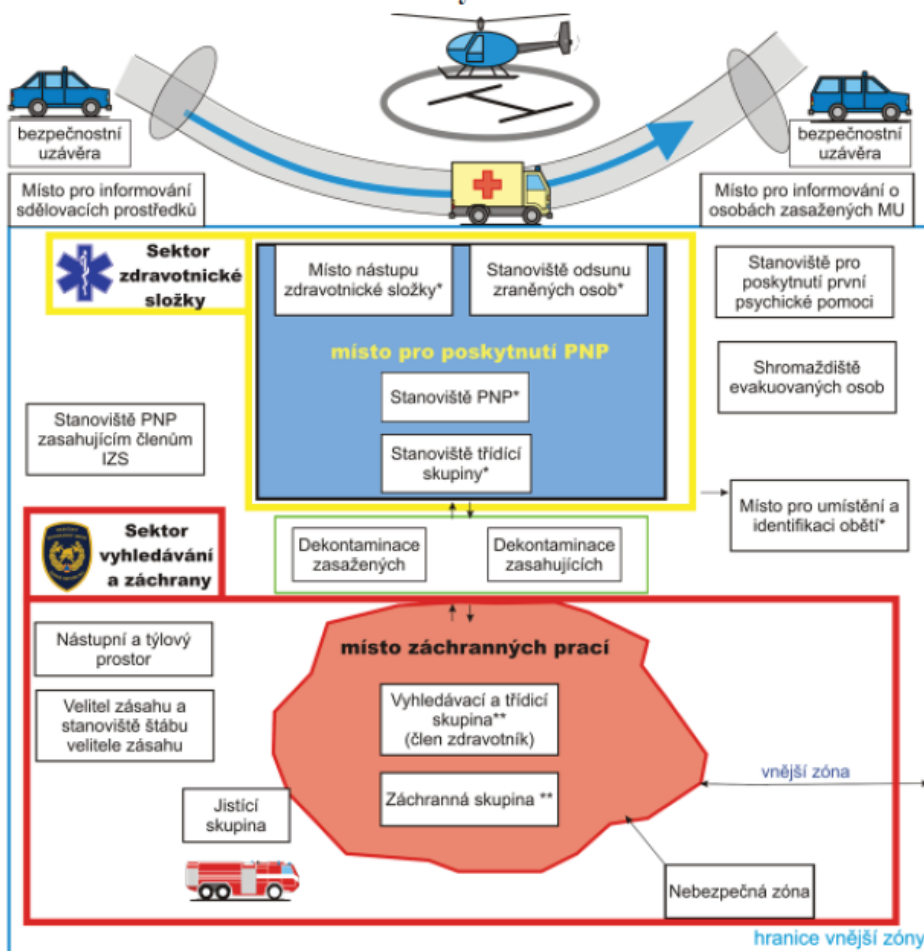 bezpečnostní
uzávěra
bezpečnostní
uzávěra
Místo pro informování
sdělovacích prostředků
Místo pro informování o
osobách zasažených MU
Sektor
zdravotnické
složky
Místo nástupu
zdravotnické složky*
Stanoviště odsunu
zraněných osob*
Stanoviště pro
poskytnutí první
psychické pomoci
místo pro poskytnutí PNP
Shromaždiště
evakuovaných osob
Stanoviště PNP*
Stanoviště PNP
zasahujícím členům
IZS
Stanoviště třídící
skupiny*
Místo pro umístění a
identifikaci obětí*
Sektor
vyhledávání
a záchrany
Dekontaminace
zasažených
Dekontaminace
zasahujících
Nástupní a týlový
prostor
místo záchranných prací
Velitel zásahu a
stanoviště štábu
velitele zásahu
Vyhledávací a třídicí
skupina**
(člen zdravotník)
vnější zóna
Záchranná skupina **
Jistící
skupina
Nebezpečná zóna
hranice vnější zóny